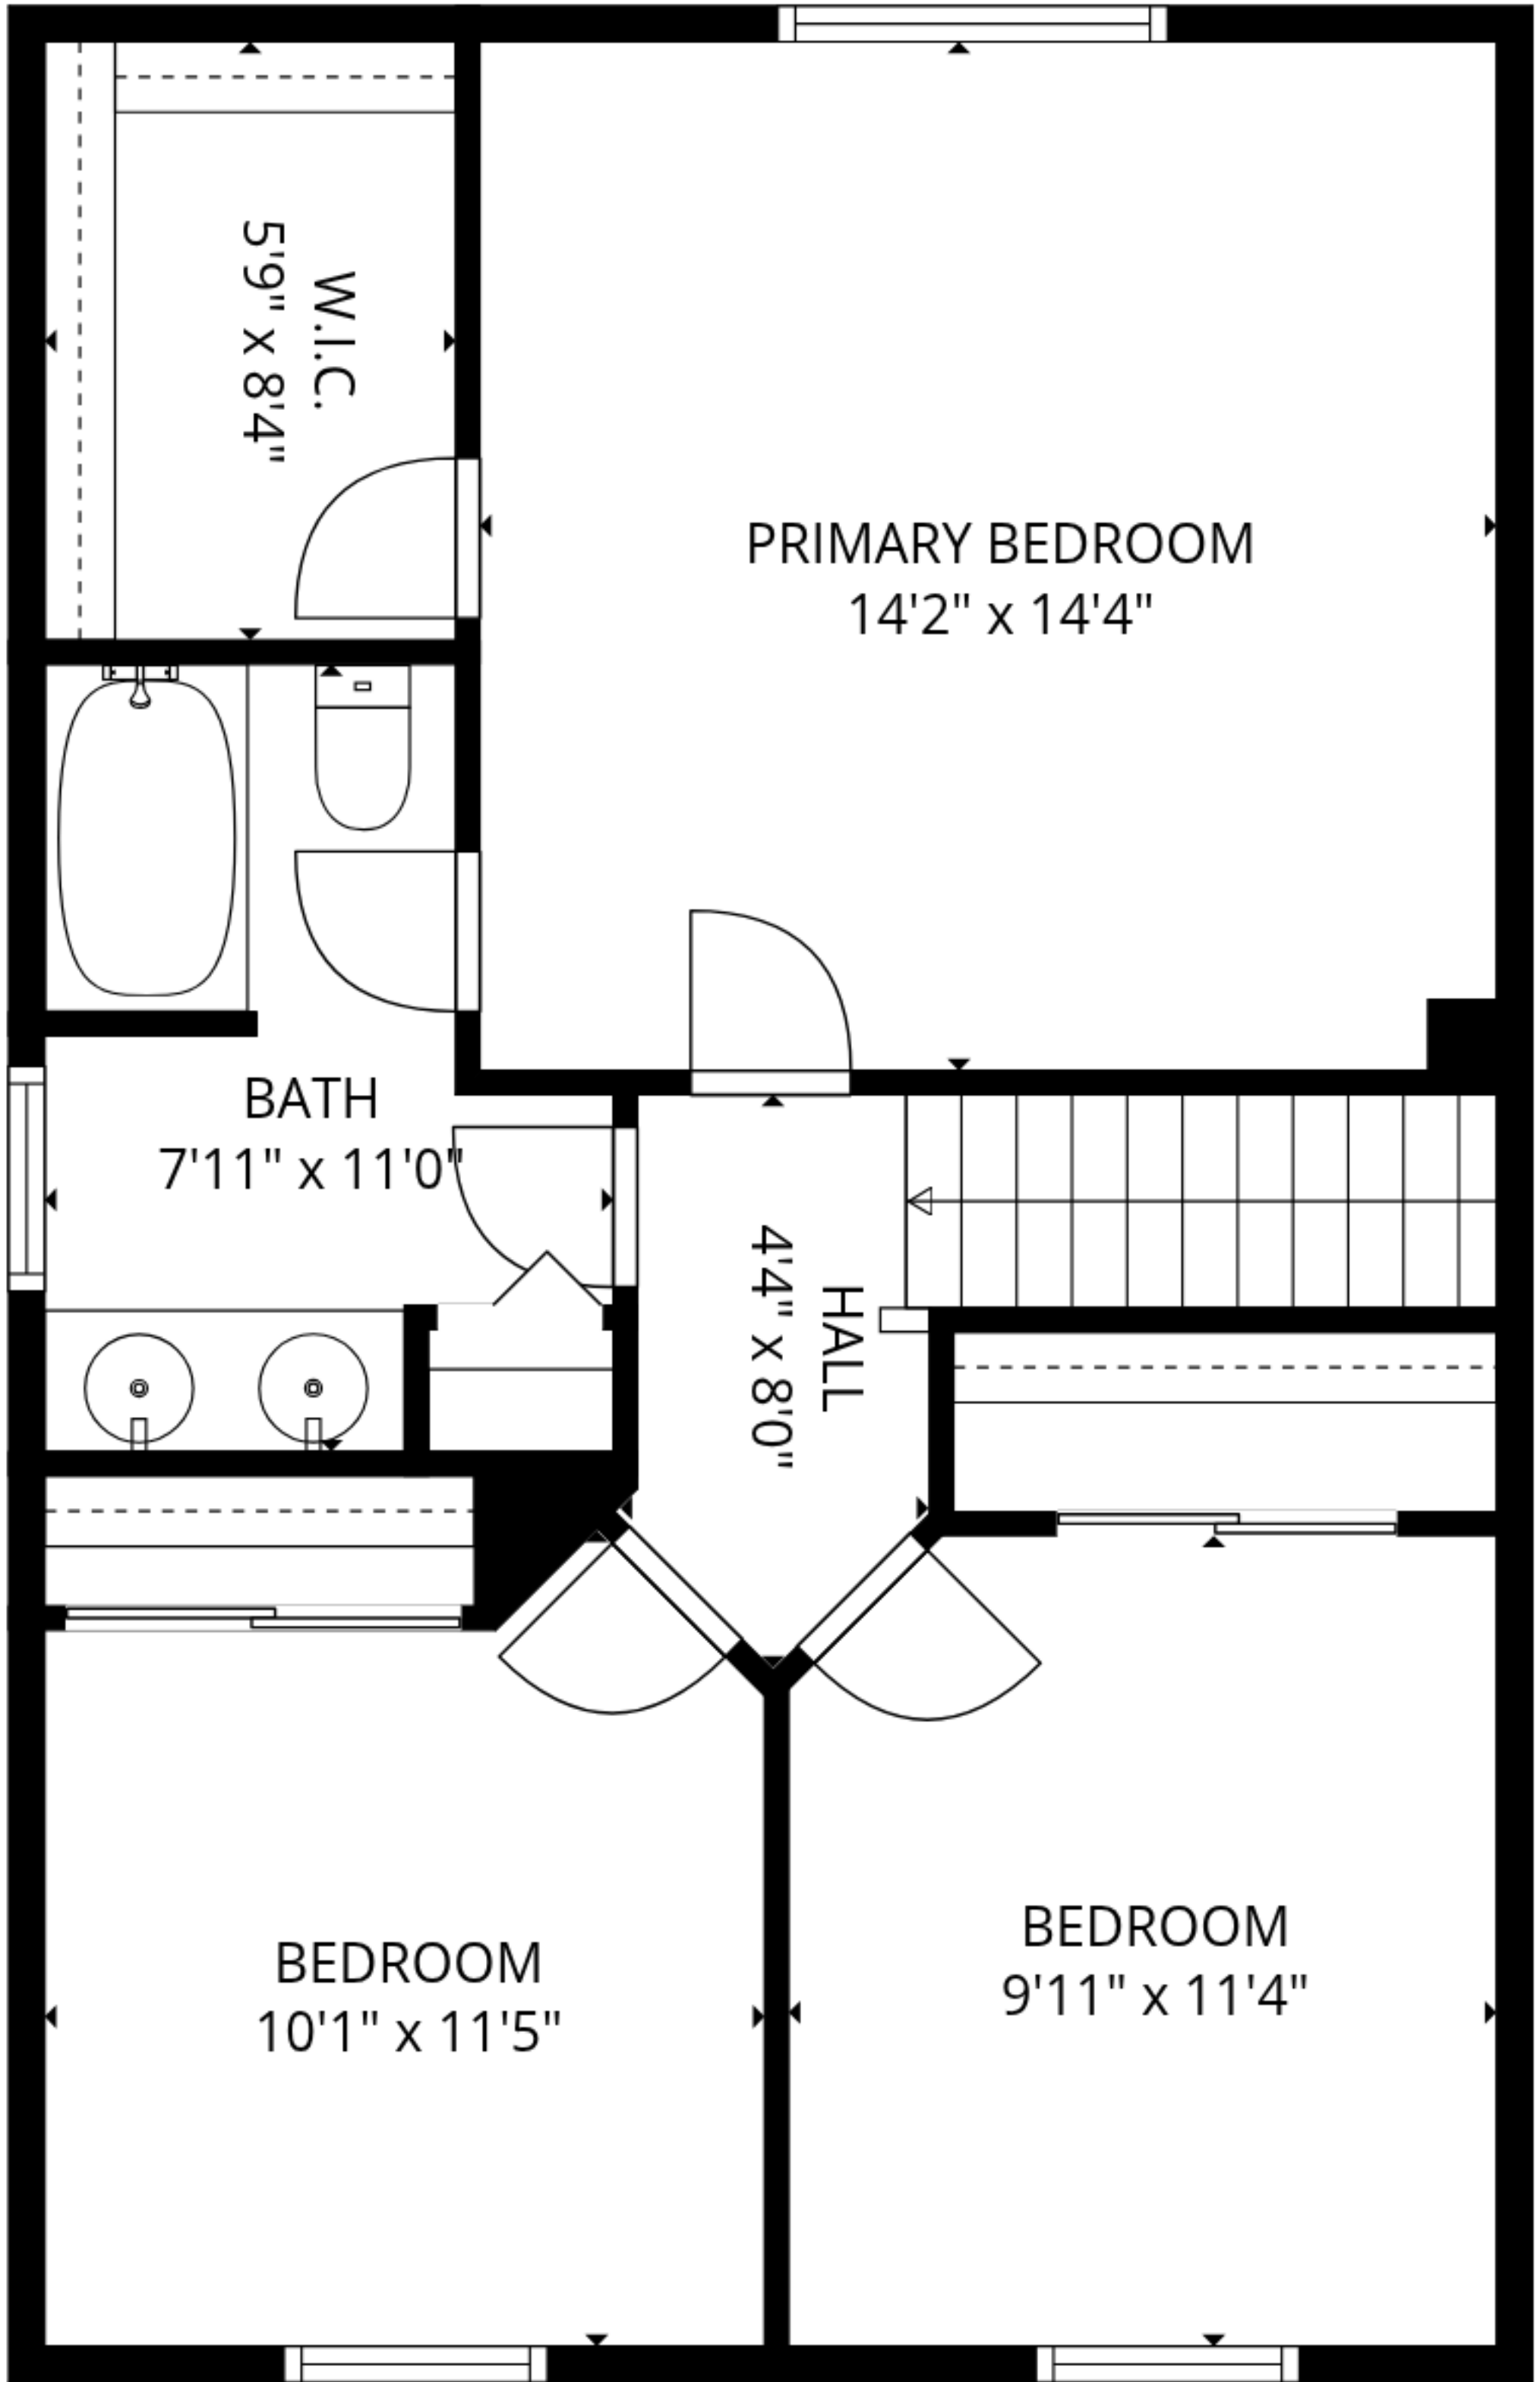 W.I.C.
5'9" x 8'4"
PRIMARY BEDROOM
14'2" x 14'4"
BATH
7'11" x 11'0"
HALL
4'4" x 8'0"
BEDROOM
10'1" x 11'5"
BEDROOM
9'11" x 11'4"